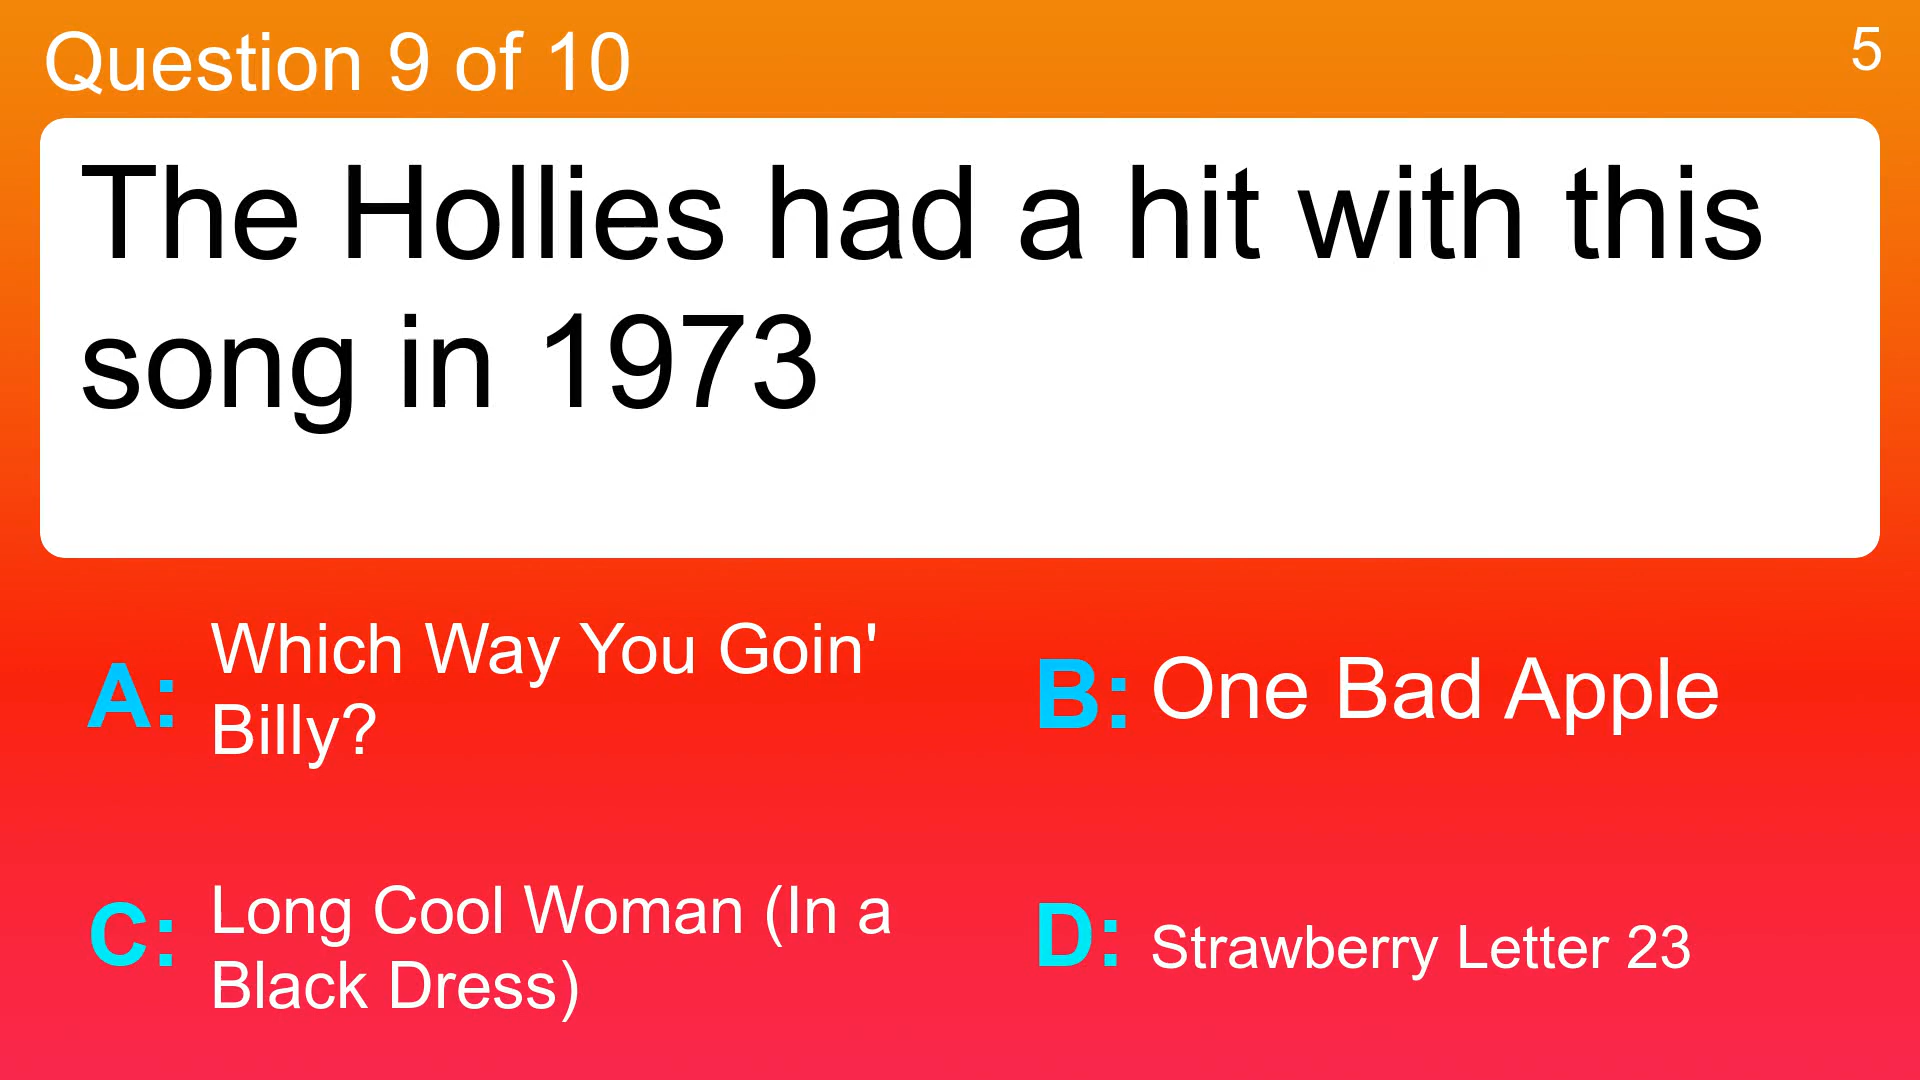 Question 9 of 10
5
The Hollies had a hit with this
song in 1973
A: Which Way You Goin'
Billy?
B: One Bad Apple
C: Long Cool Woman (In a
Black Dress)
D: Strawberry Letter 23